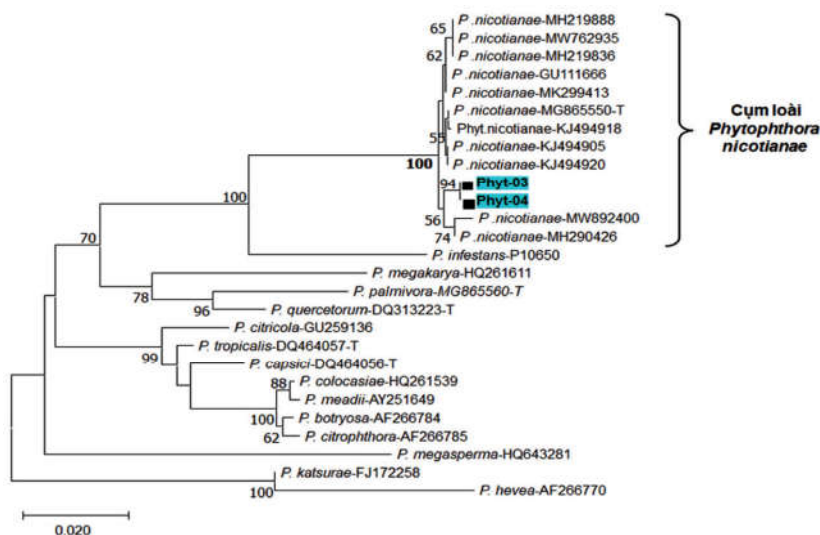 P .nicotianae-MH219888
65
P .nicotianae-MW762935
62
P .nicotianae-MH219836
P .nicotianae-GU111666
P .nicotianae-MK299413
P .nicotianae-MG865550-T
55
Phyt.nicotianae-KJ494918
P .nicotianae-KJ494905
100
P .nicotianae-KJ494920
Cụm loài
Phytophthora
nicotianae
94
Phyt-03
100
Phyt-04
56
P .nicotianae-MW892400
74
P .nicotianae-MH290426
70
P. infestans-P10650
P. megakarya-HQ261611
78
P. palmivora-MG865560-T
96
P. quercetorum-DQ313223-T
P. citricola-GU259136
99
P. tropicalis-DQ464057-T
P. capsici-DQ464056-T
88
P. colocasiae-HQ261539
P. meadii-AY251649
100
P. botryosa-AF266784
62
P. citrophthora-AF266785
P. megasperma-HQ643281
P. katsurae-FJ172258
100
P. hevea-AF266770
0.020